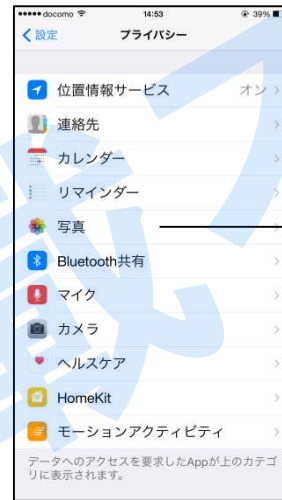 docomo 14:53 39%
設定 プライバシー
位置情報サービス オン
連絡先
カレンダー
リマインダー
写真
Bluetooth共有
マイク
カメラ
ヘルスケア
HomeKit
モーションアクティビティ
データへのアクセスを要求したAppが上のカテゴ
リに表示されます。